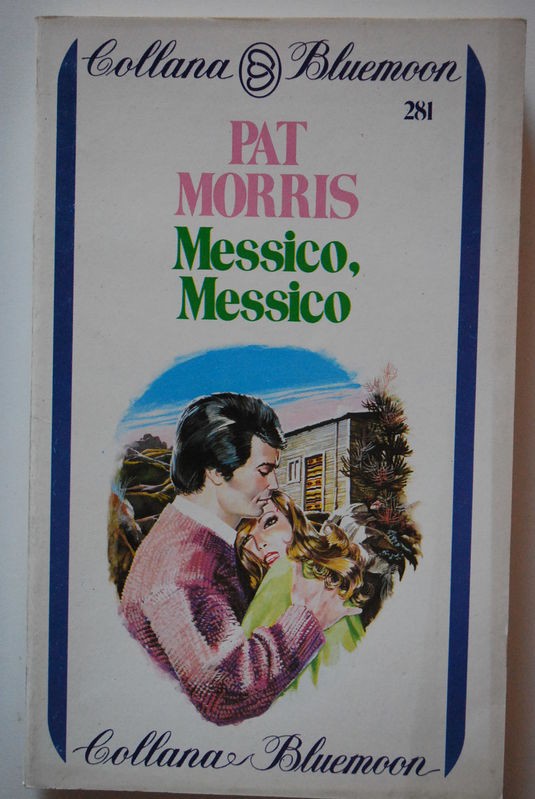 Collana Bluemoon
281
PAT
MORRIS
Messico,
Messico
Collana Bluemoon